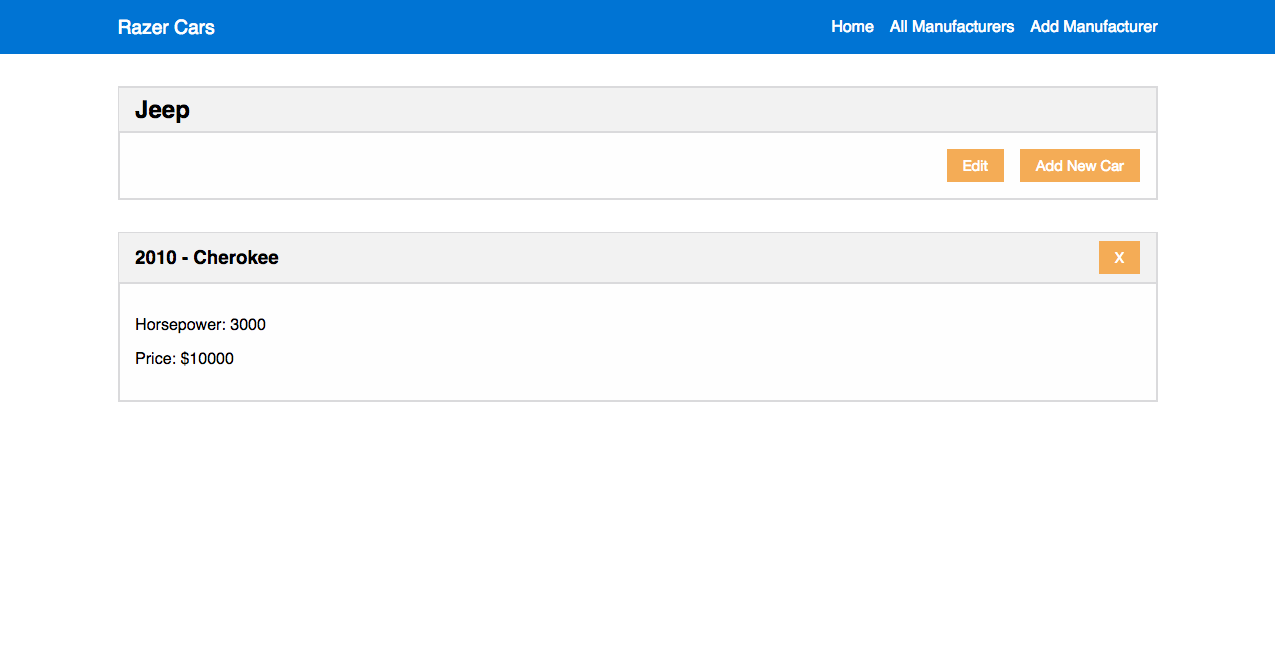 Razer Cars Home All Manufacturers Add Manufacturer
Jeep
Edit Add New Car
2010 - Cherokee X
Horsepower: 3000
Price: $10000